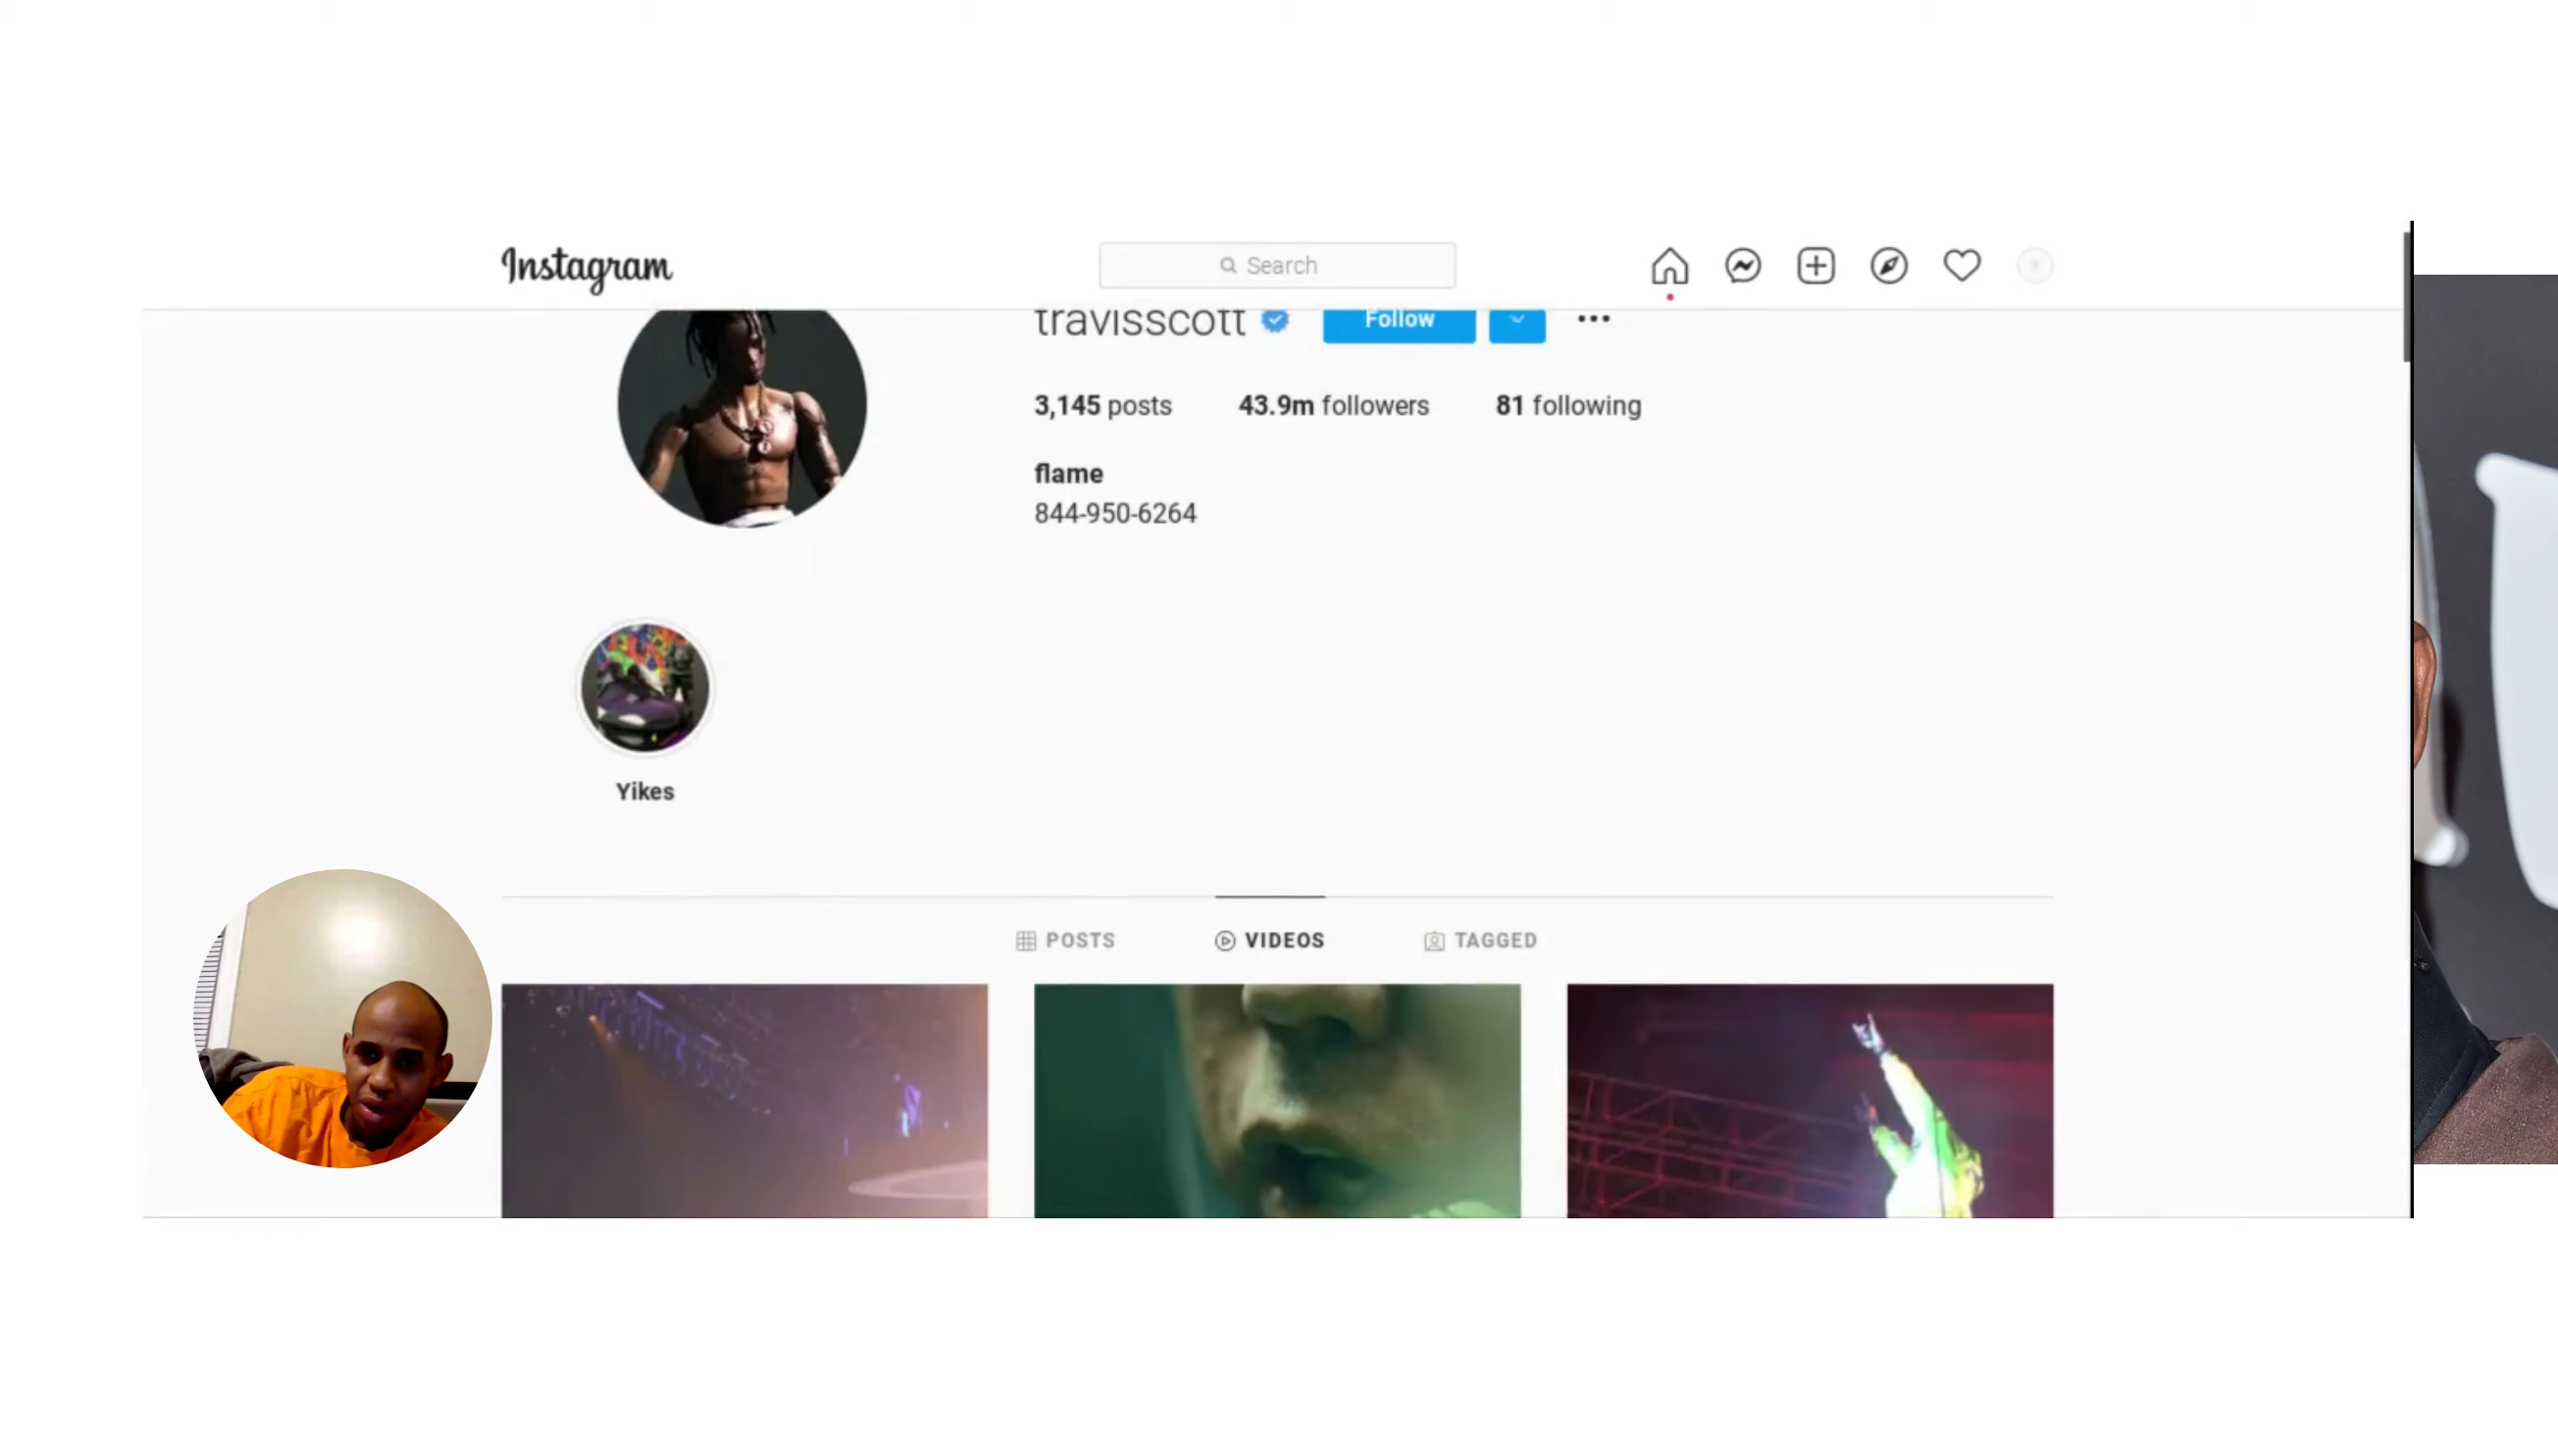 Instagram
Search
travisscott
Follow
3,145 posts 43.9m followers 81 following
flame
844-950-6264
Yikes
POSTS VIDEOS TAGGED